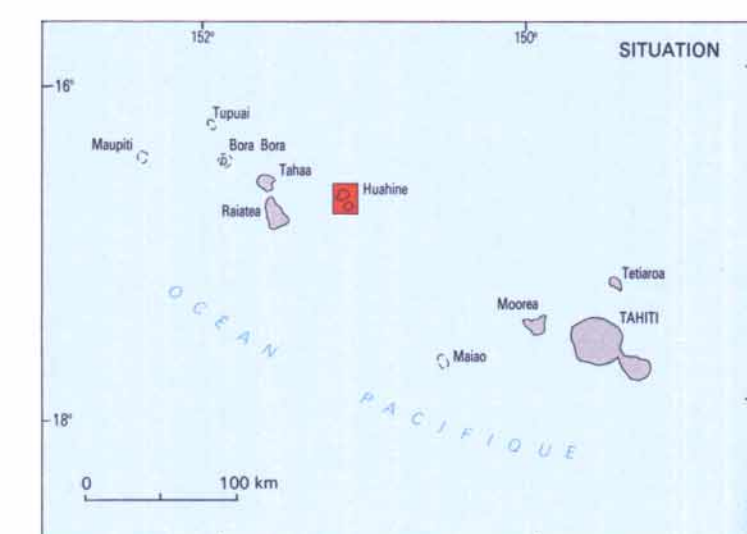 152° 150°
SITUATION
16°
Tupuai
Maupiti
Bora Bora
Tahaa
Huahine
Raiatea
Tetiaroa
OCEAN
Moorea
TAHITI
Maiao
PACIFIQUE
18°
0 100 km